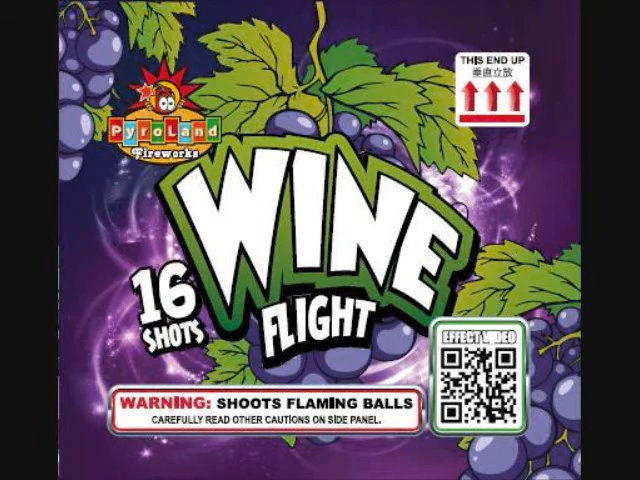 THIS END UP
垂直立放
PyroLand
Fireworks
WINE
FLIGHT
16
SHOTS
EFFECT VIDEO
WARNING: SHOOTS FLAMING BALLS
CAREFULLY READ OTHER CAUTIONS ON SIDE PANEL.